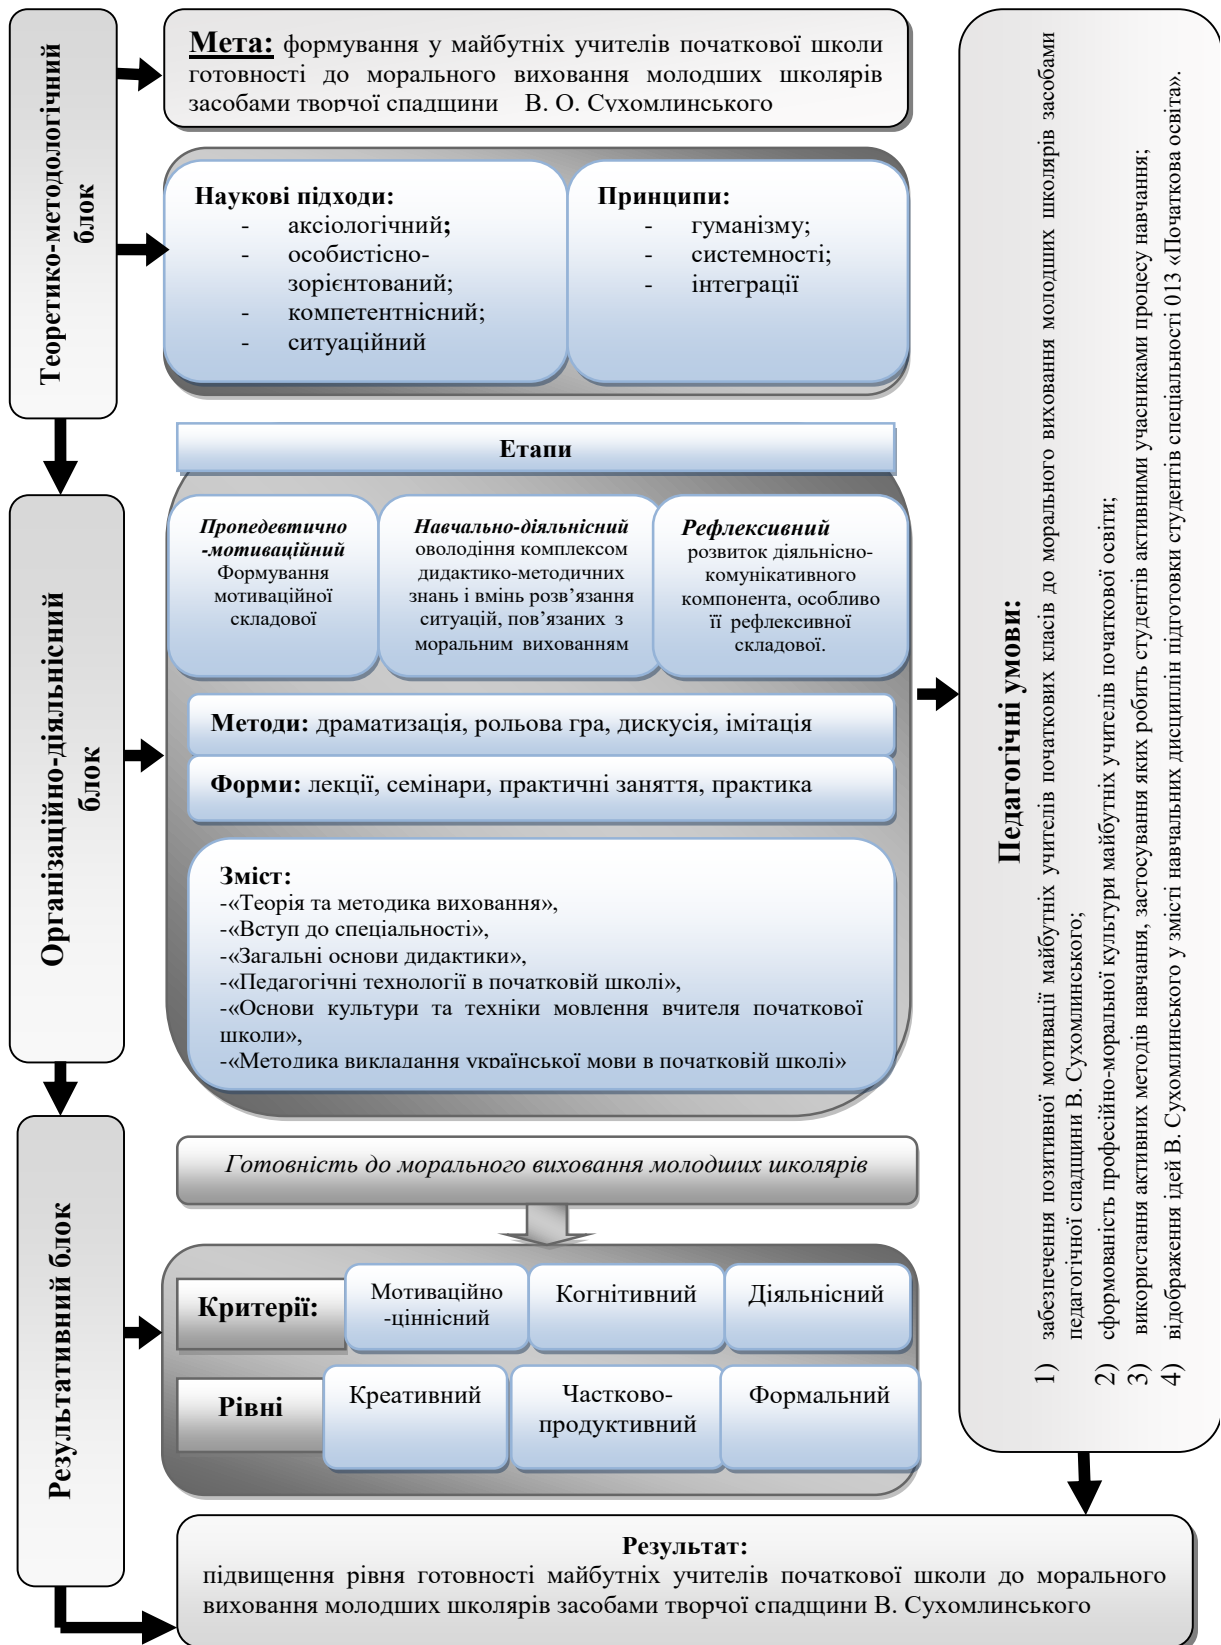 Теоретико-методологічний
блок
Мета: формування у майбутніх учителів початкової школи
готовності до морального виховання молодших школярів
засобами творчої спадщини В. О. Сухомлинського
Наукові підходи:
- аксіологічний;
- особистісно-
зорієнтований;
- компетентнісний;
- ситуаційний
Принципи:
- гуманізму;
- системності;
- інтеграції
Організаційно-діяльнісний
блок
Етапи
Пропедевтично
-мотиваційний
Формування
мотиваційної
складової
Навчально-діяльнісний
оволодіння комплексом
дидактико-методичних
знань і вмінь розв’язання
ситуацій, пов’язаних з
моральним вихованням
Рефлексивний
розвиток діяльнісно-
комунікативного
компонента, особливо
її рефлексивної
складової.
Методи: драматизація, рольова гра, дискусія, імітація
Форми: лекції, семінари, практичні заняття, практика
Зміст:
-«Теорія та методика виховання»,
-«Вступ до спеціальності»,
-«Загальні основи дидактики»,
-«Педагогічні технології в початковій школі»,
-«Основи культури та техніки мовлення вчителя початкової
школи»,
-«Методика викладання української мови в початковій школі»
Результативний блок
Готовність до морального виховання молодших школярів
Критерії:
Мотиваційно
-ціннісний
Когнітивний
Діяльнісний
Рівні
Креативний
Частково-
продуктивний
Формальний
Педагогічні умови:
1) забезпечення позитивної мотивації майбутніх учителів початкових класів до морального виховання молодших школярів засобами
педагогічної спадщини В. Сухомлинського;
2) сформованість професійно-моральної культури майбутніх учителів початкової освіти;
3) використання активних методів навчання, застосування яких робить студентів активними учасниками процесу навчання;
4) відображення ідей В. Сухомлинського у змісті навчальних дисциплін підготовки студентів спеціальності 013 «Початкова освіта».
Результат:
підвищення рівня готовності майбутніх учителів початкової школи до морального
виховання молодших школярів засобами творчої спадщини В. Сухомлинського